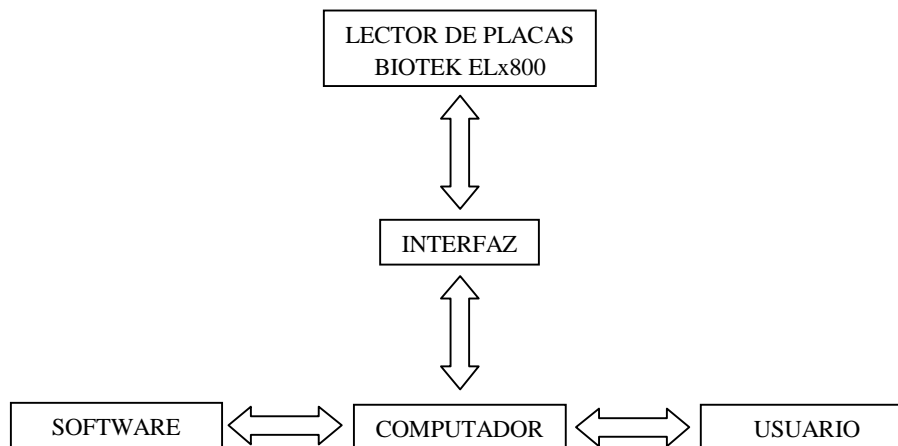 LECTOR DE PLACAS
BIOTEK ELx800
INTERFAZ
SOFTWARE
COMPUTADOR
USUARIO